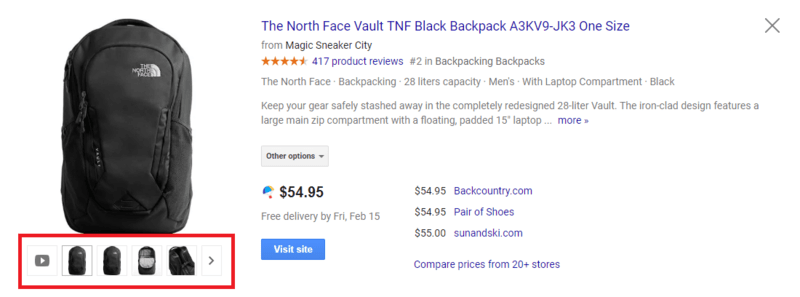 The North Face Vault TNF Black Backpack A3KV9-JK3 One Size
from Magic Sneaker City
417 product reviews #2 in Backpacking Backpacks
The North Face · Backpacking · 28 liters capacity · Men's · With Laptop Compartment · Black
Keep your gear safely stashed away in the completely redesigned 28-liter Vault. The iron-clad design features a
large main zip compartment with a floating, padded 15" laptop ... more »
Other options
$54.95
Free delivery by Fri, Feb 15
Visit site
$54.95 Backcountry.com
$54.95 Pair of Shoes
$55.00 sunandski.com
Compare prices from 20+ stores
THE
NORTH
FACE